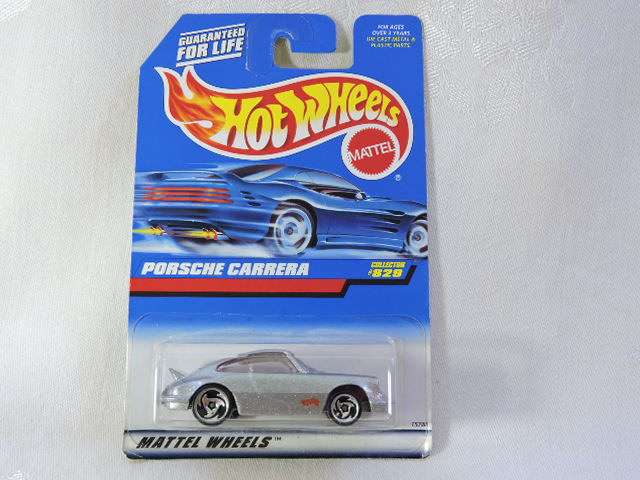 GUARANTEED
FOR LIFE
FOR AGES
OVER 3 YEARS
DIE CAST METAL &
PLASTIC PARTS.
HOT WHEELS
MATTEL
®
PORSCHE CARRERA
COLLECTOR
#829
MATTEL WHEELS™